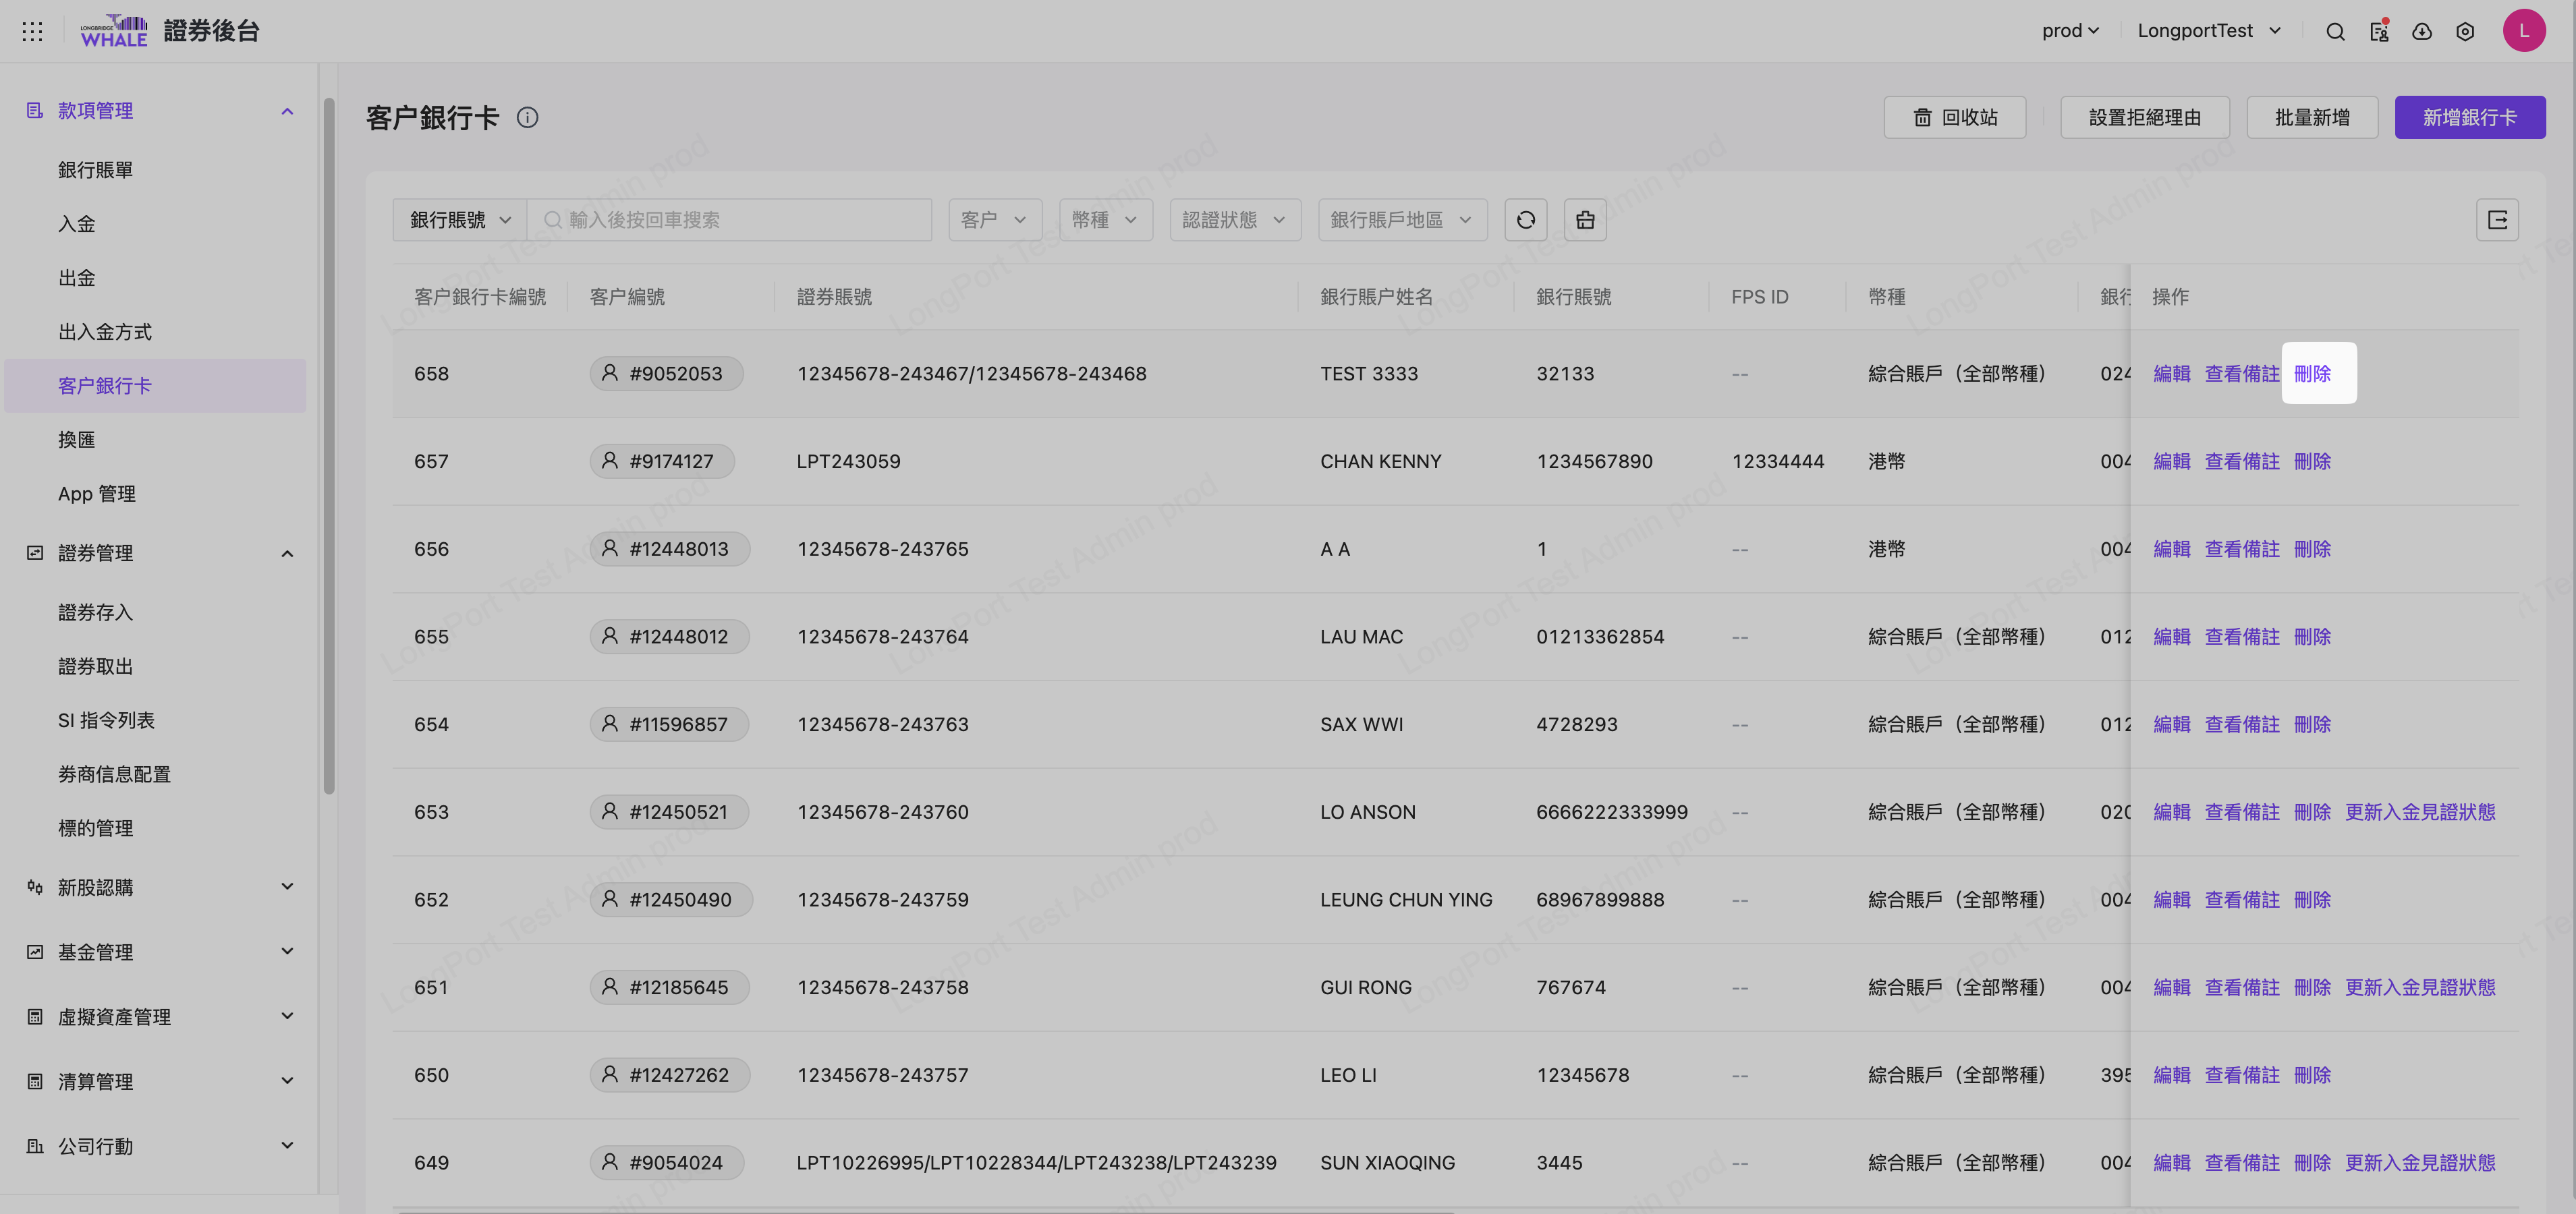 LONGBRIDGE
WHALE
證券後台
prod
LongportTest
L
款項管理
銀行賬單
入金
出金
出入金方式
客户銀行卡
換匯
App 管理
證券管理
證券存入
證券取出
SI 指令列表
券商信息配置
標的管理
新股認購
基金管理
虛擬資產管理
清算管理
公司行動
客户銀行卡
回收站
設置拒絕理由
批量新增
新增銀行卡
銀行賬號
輸入後按回車搜索
客户
幣種
認證狀態
銀行賬戶地區
客户銀行卡編號 客户編號 證券賬號 銀行賬户姓名 銀行賬號 FPS ID 幣種 銀行 操作
658 #9052053 12345678-243467/12345678-243468 TEST 3333 32133 -- 綜合賬戶（全部幣種） 024 編輯 查看備註 刪除
657 #9174127 LPT243059 CHAN KENNY 1234567890 12334444 港幣 004 編輯 查看備註 刪除
656 #12448013 12345678-243765 A A 1 -- 港幣 004 編輯 查看備註 刪除
655 #12448012 12345678-243764 LAU MAC 01213362854 -- 綜合賬戶（全部幣種） 012 編輯 查看備註 刪除
654 #11596857 12345678-243763 SAX WWI 4728293 -- 綜合賬戶（全部幣種） 012 編輯 查看備註 刪除
653 #12450521 12345678-243760 LO ANSON 6666222333999 -- 綜合賬戶（全部幣種） 020 編輯 查看備註 刪除 更新入金見證狀態
652 #12450490 12345678-243759 LEUNG CHUN YING 68967899888 -- 綜合賬戶（全部幣種） 004 編輯 查看備註 刪除
651 #12185645 12345678-243758 GUI RONG 767674 -- 綜合賬戶（全部幣種） 004 編輯 查看備註 刪除 更新入金見證狀態
650 #12427262 12345678-243757 LEO LI 12345678 -- 綜合賬戶（全部幣種） 395 編輯 查看備註 刪除
649 #9054024 LPT10226995/LPT10228344/LPT243238/LPT243239 SUN XIAOQING 3445 -- 綜合賬戶（全部幣種） 004 編輯 查看備註 刪除 更新入金見證狀態
LongPort Test Admin prod